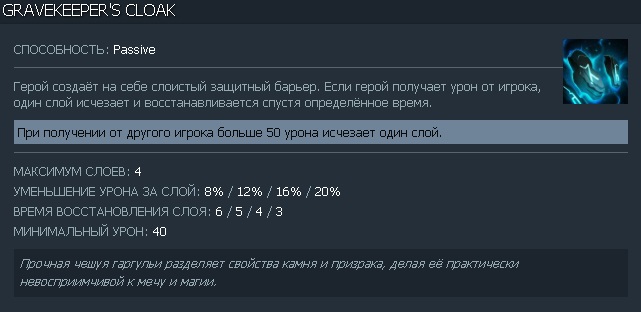 GRAVEKEEPER'S CLOAK
СПОСОБНОСТЬ: Passive
Герой создаёт на себе слоистый защитный барьер. Если герой получает урон от игрока,
один слой исчезает и восстанавливается спустя определённое время.
При получении от другого игрока больше 50 урона исчезает один слой.
МАКСИМУМ СЛОЕВ: 4
УМЕНЬШЕНИЕ УРОНА ЗА СЛОЙ: 8% / 12% / 16% / 20%
ВРЕМЯ ВОССТАНОВЛЕНИЯ СЛОЯ: 6 / 5 / 4 / 3
МИНИМАЛЬНЫЙ УРОН: 40
Прочная чешуя гаргульи разделяет свойства камня и призрака, делая её практически
невосприимчивой к мечу и магии.